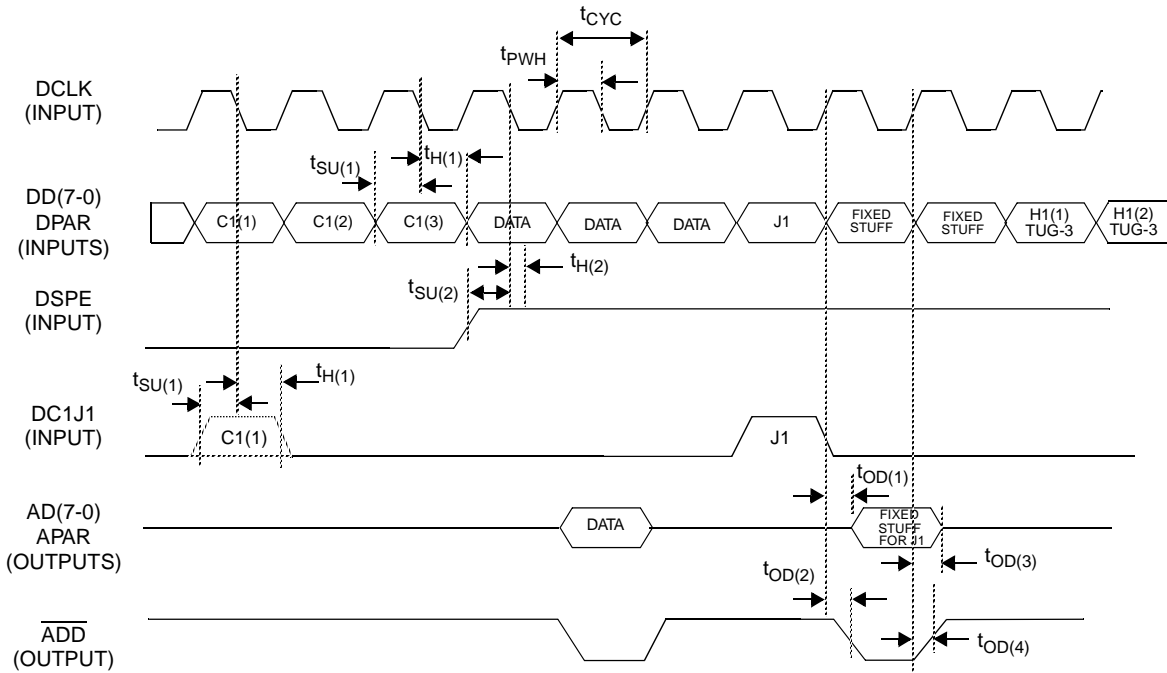 tCYC
tPWH
DCLK
(INPUT)
tSU(1)
tH(1)
DD(7-0)
DPAR
(INPUTS)
C1(1)
C1(2)
C1(3)
DATA
DATA
DATA
J1
FIXED
STUFF
FIXED
STUFF
H1(1)
TUG-3
H1(2)
TUG-3
tH(2)
tSU(2)
DSPE
(INPUT)
tSU(1)
tH(1)
DC1J1
(INPUT)
C1(1)
J1
tOD(1)
AD(7-0)
APAR
(OUTPUTS)
DATA
FIXED
STUFF
FOR J1
tOD(3)
tOD(2)
ADD
(OUTPUT)
tOD(4)